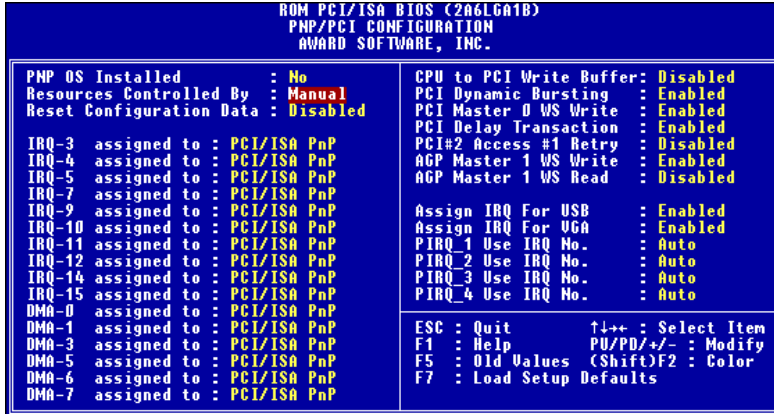 ROM PCI/ISA BIOS (2A6LGA1B)
PNP/PCI CONFIGURATION
AWARD SOFTWARE, INC.
PNP OS Installed : No
Resources Controlled By : Manual
Reset Configuration Data : Disabled
IRQ-3 assigned to : PCI/ISA PnP
IRQ-4 assigned to : PCI/ISA PnP
IRQ-5 assigned to : PCI/ISA PnP
IRQ-7 assigned to : PCI/ISA PnP
IRQ-9 assigned to : PCI/ISA PnP
IRQ-10 assigned to : PCI/ISA PnP
IRQ-11 assigned to : PCI/ISA PnP
IRQ-12 assigned to : PCI/ISA PnP
IRQ-14 assigned to : PCI/ISA PnP
IRQ-15 assigned to : PCI/ISA PnP
DMA-0 assigned to : PCI/ISA PnP
DMA-1 assigned to : PCI/ISA PnP
DMA-3 assigned to : PCI/ISA PnP
DMA-5 assigned to : PCI/ISA PnP
DMA-6 assigned to : PCI/ISA PnP
DMA-7 assigned to : PCI/ISA PnP
CPU to PCI Write Buffer: Disabled
PCI Dynamic Bursting : Enabled
PCI Master 0 WS Write : Enabled
PCI Delay Transaction : Enabled
PCI#2 Access #1 Retry : Disabled
AGP Master 1 WS Write : Enabled
AGP Master 1 WS Read : Disabled
Assign IRQ For USB : Enabled
Assign IRQ For VGA : Enabled
PIRQ_1 Use IRQ No. : Auto
PIRQ_2 Use IRQ No. : Auto
PIRQ_3 Use IRQ No. : Auto
PIRQ_4 Use IRQ No. : Auto
ESC : Quit ↑↓→← : Select Item
F1 : Help PU/PD/+/- : Modify
F5 : Old Values (Shift)F2 : Color
F7 : Load Setup Defaults